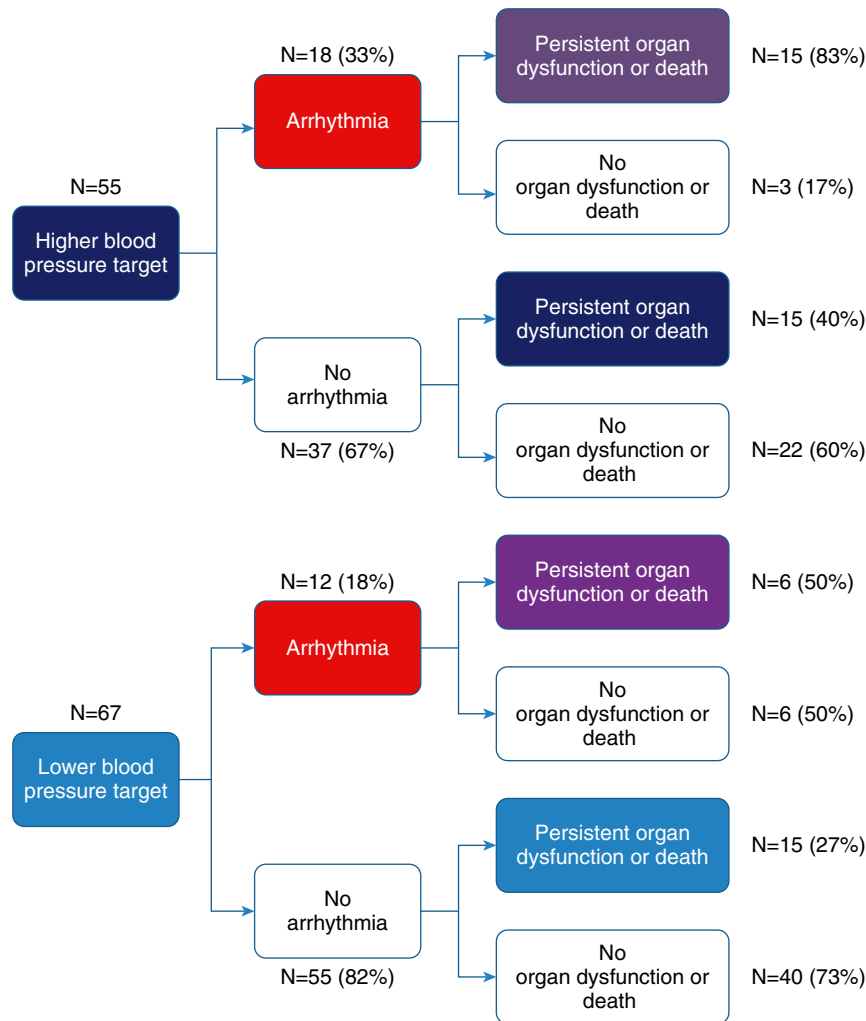 N=55
Higher blood
pressure target
N=18 (33%)
Arrhythmia
Persistent organ
dysfunction or death
N=15 (83%)
No
organ dysfunction or
death
N=3 (17%)
No
arrhythmia
N=37 (67%)
Persistent organ
dysfunction or death
N=15 (40%)
No
organ dysfunction or
death
N=22 (60%)
N=67
Lower blood
pressure target
N=12 (18%)
Arrhythmia
Persistent organ
dysfunction or death
N=6 (50%)
No
organ dysfunction or
death
N=6 (50%)
No
arrhythmia
N=55 (82%)
Persistent organ
dysfunction or death
N=15 (27%)
No
organ dysfunction or
death
N=40 (73%)